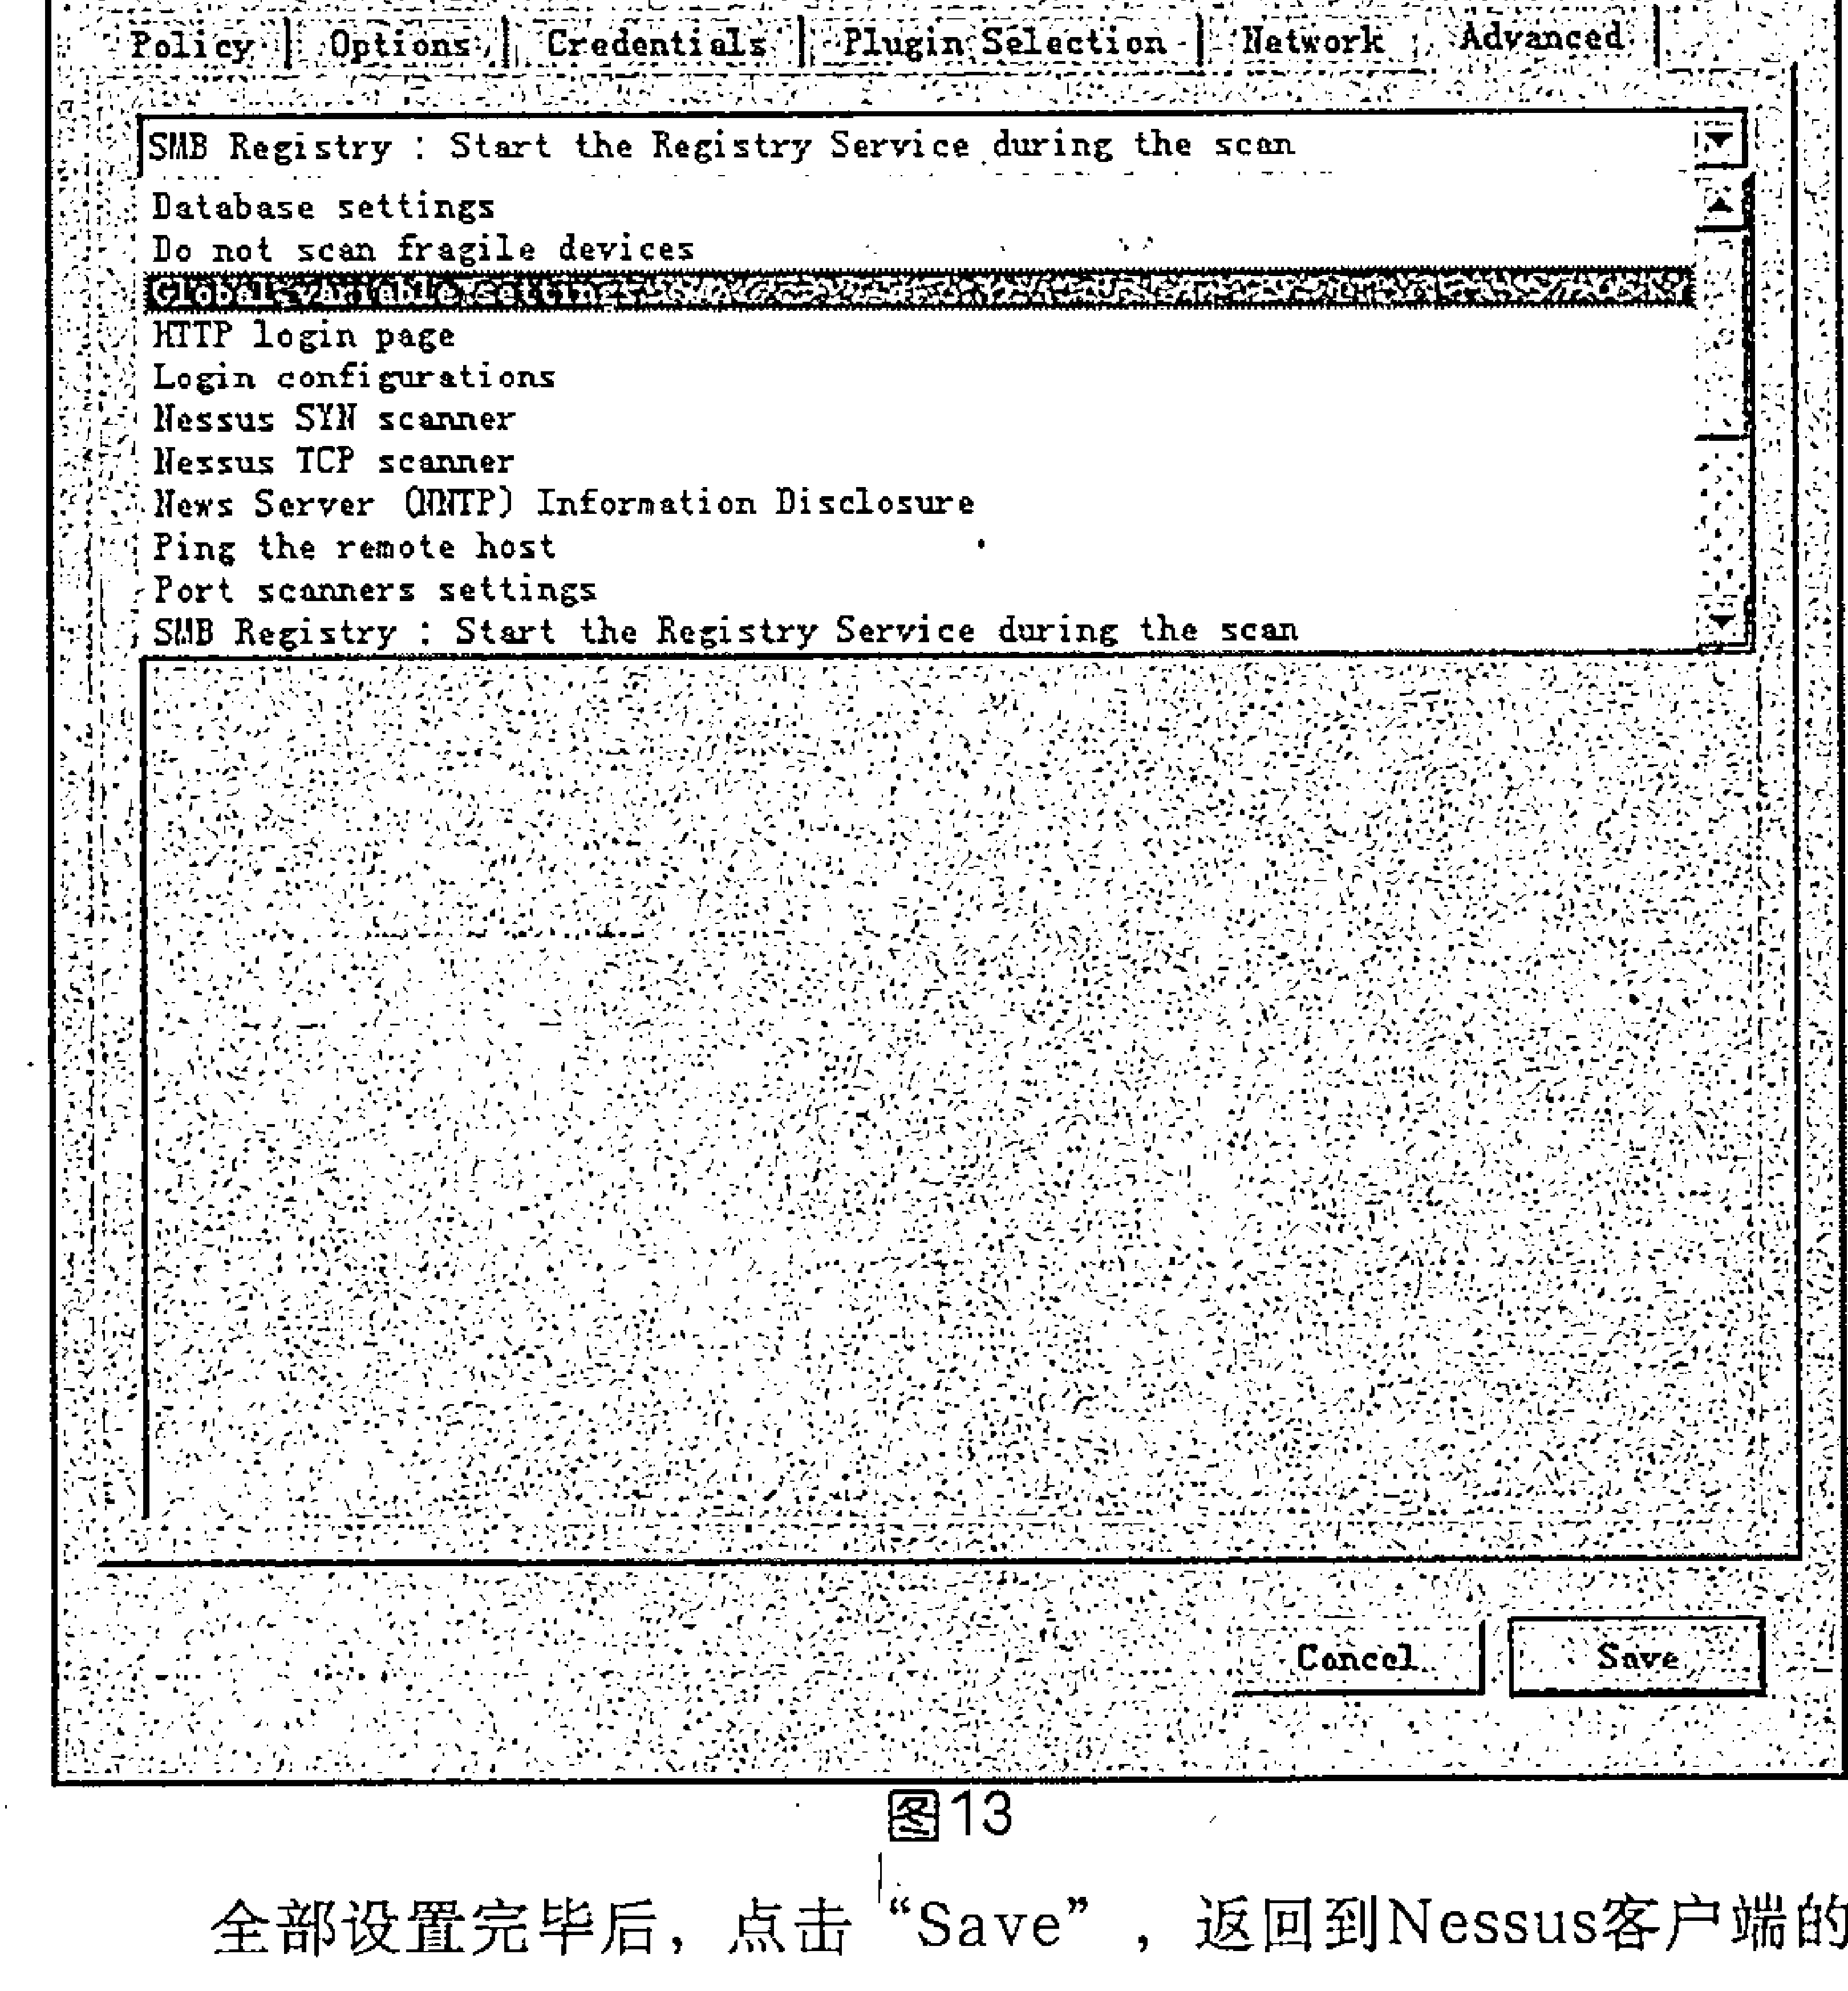 Policy Options Credentials Plugin Selection Network Advanced
SMB Registry : Start the Registry Service during the scan
Database settings
Do not scan fragile devices
Global variable settings
HTTP login page
Login configurations
Nessus SYN scanner
Nessus TCP scanner
News Server (NNTP) Information Disclosure
Ping the remote host
Port scanners settings
SMB Registry : Start the Registry Service during the scan
Cancel Save
图13
全部设置完毕后，点击“Save”，返回到Nessus客户端的